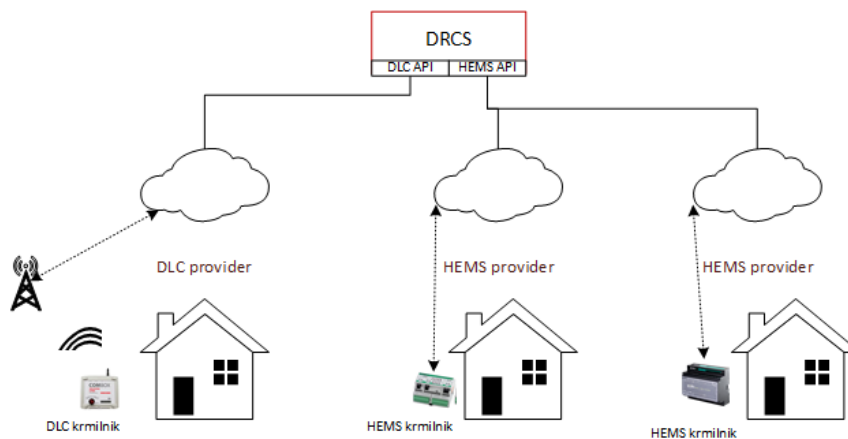 DRCS
DLC API
HEMS API
DLC provider
HEMS provider
HEMS provider
DLC krmilnik
HEMS krmilnik
HEMS krmilnik